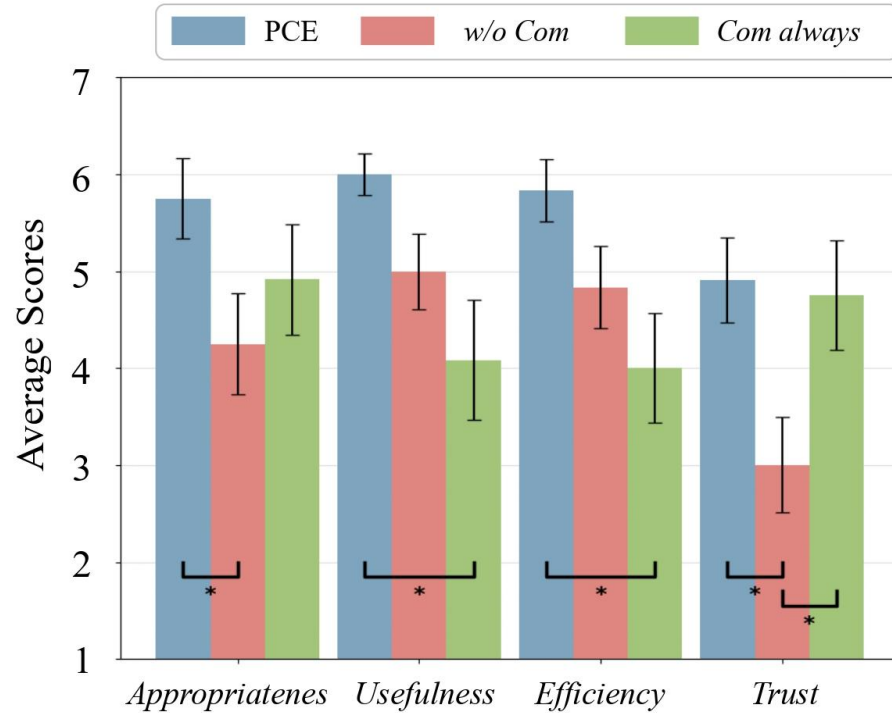 PCE w/o Com Com always
7
6
5
4
3
2
1
Average Scores
* * * * *
Appropriatenes Usefulness Efficiency Trust